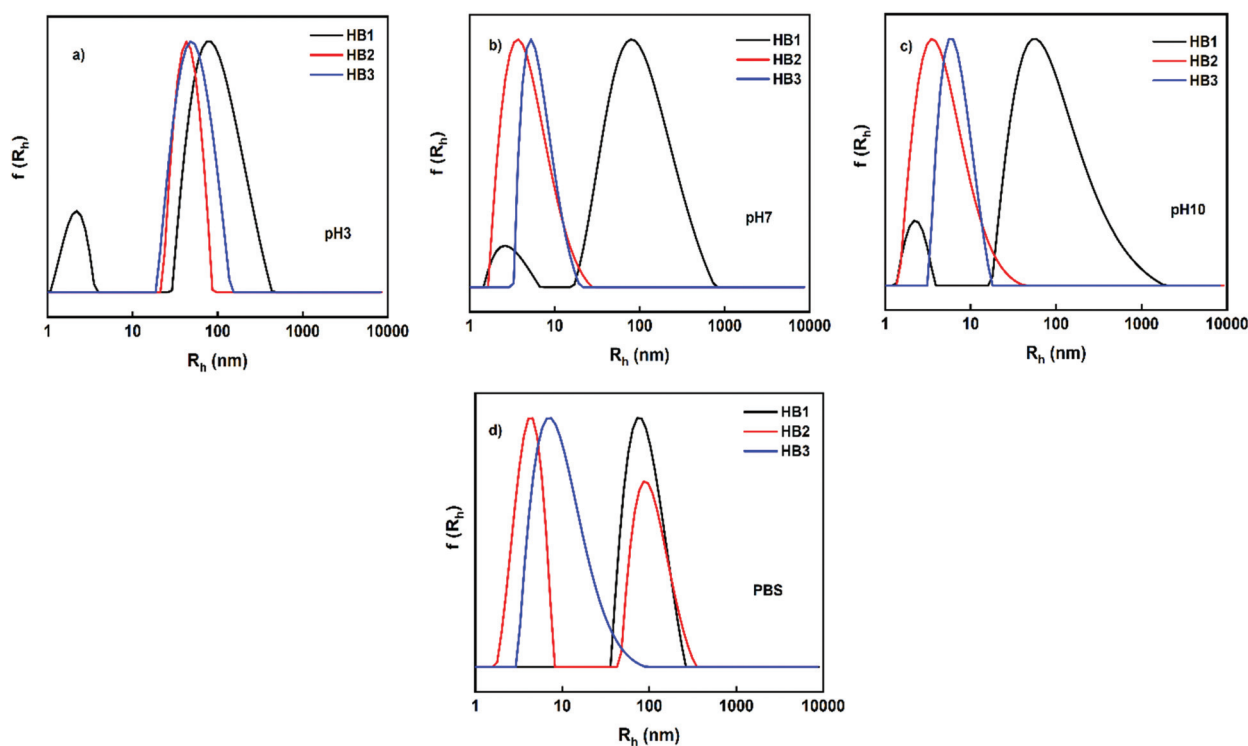 a)
HB1
HB2
HB3
pH3
f (Rh)
1 10 100 1000 10000
Rh (nm)
b)
HB1
HB2
HB3
pH7
f (Rh)
1 10 100 1000 10000
Rh (nm)
c)
HB1
HB2
HB3
pH10
f (Rh)
1 10 100 1000 10000
Rh (nm)
d)
HB1
HB2
HB3
PBS
f (Rh)
1 10 100 1000 10000
Rh (nm)